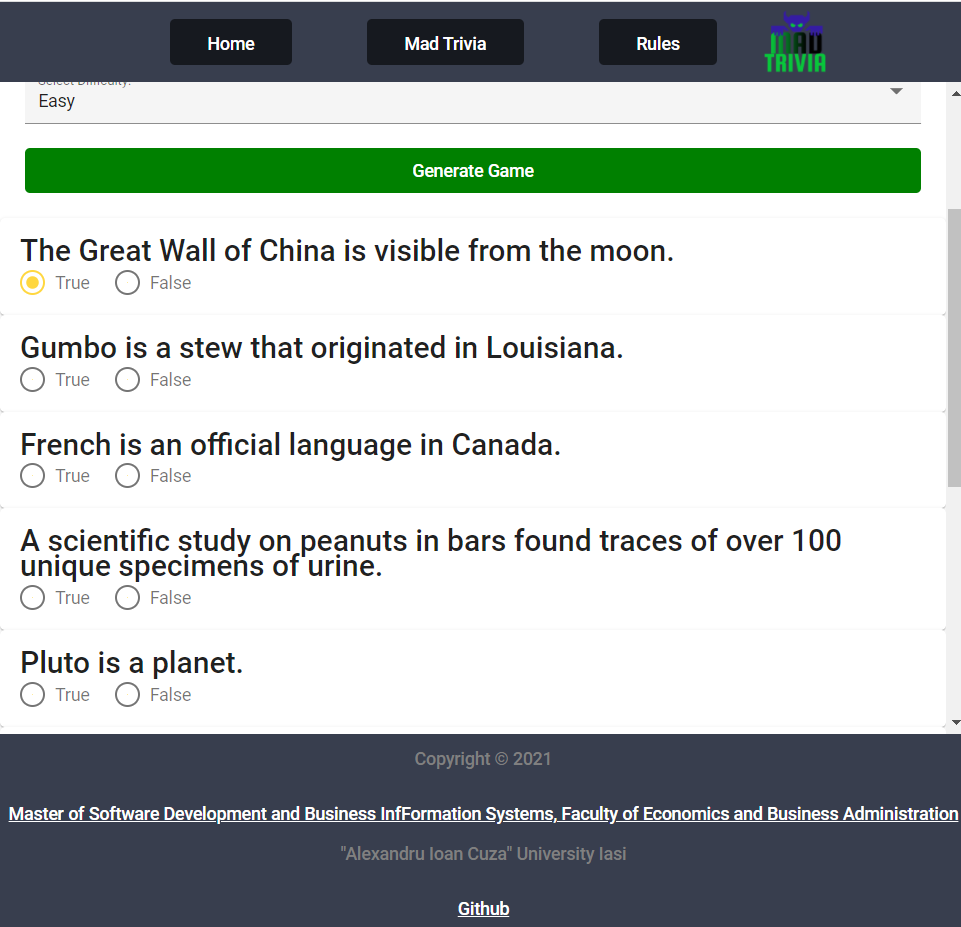 Home
Mad Trivia
Rules
MAD
TRIVIA
Select Difficulty:
Easy
Generate Game
The Great Wall of China is visible from the moon.
True False
Gumbo is a stew that originated in Louisiana.
True False
French is an official language in Canada.
True False
A scientific study on peanuts in bars found traces of over 100
unique specimens of urine.
True False
Pluto is a planet.
True False
Copyright © 2021
Master of Software Development and Business InfFormation Systems, Faculty of Economics and Business Administration
"Alexandru Ioan Cuza" University Iasi
Github